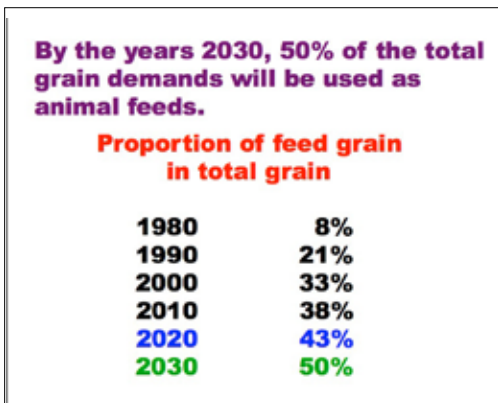 By the years 2030, 50% of the total
grain demands will be used as
animal feeds.
Proportion of feed grain
in total grain
1980 8%
1990 21%
2000 33%
2010 38%
2020 43%
2030 50%